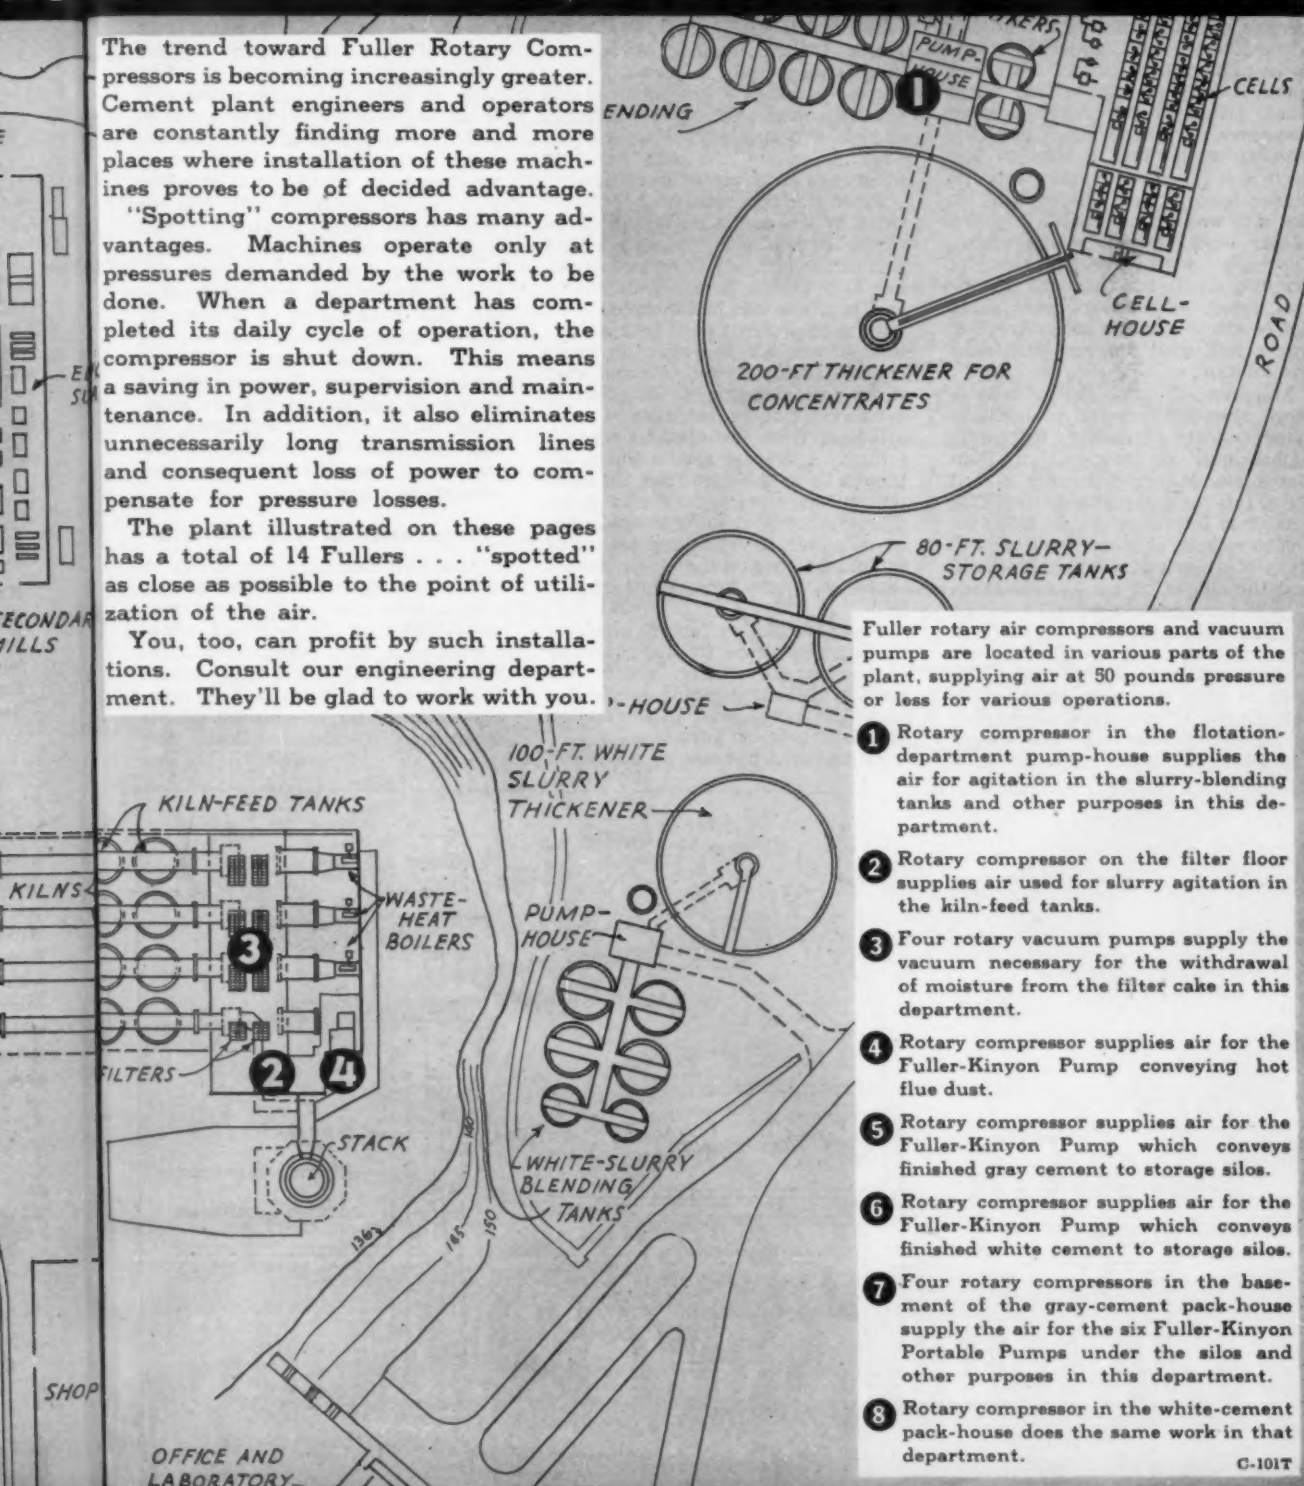 The trend toward Fuller Rotary Com-
pressors is becoming increasingly greater.
Cement plant engineers and operators
are constantly finding more and more
places where installation of these mach-
ines proves to be of decided advantage.
"Spotting" compressors has many ad-
vantages. Machines operate only at
pressures demanded by the work to be
done. When a department has com-
pleted its daily cycle of operation, the
compressor is shut down. This means
a saving in power, supervision and main-
tenance. In addition, it also eliminates
unnecessarily long transmission lines
and consequent loss of power to com-
pensate for pressure losses.
The plant illustrated on these pages
has a total of 14 Fullers . . . "spotted"
as close as possible to the point of utili-
zation of the air.
You, too, can profit by such installa-
tions. Consult our engineering depart-
ment. They'll be glad to work with you.
PUMP-
HOUSE
1
ENDING
CELLS
CELL-
HOUSE
ROAD
200-FT THICKENER FOR
CONCENTRATES
80-FT. SLURRY-
STORAGE TANKS
-HOUSE
ECONDAR
MILLS
100-FT. WHITE
SLURRY
THICKENER
KILN-FEED TANKS
KILNS
WASTE-
HEAT
BOILERS
PUMP-
HOUSE
3
FILTERS
2
4
STACK
WHITE-SLURRY
BLENDING
TANKS
136
140
145
150
SHOP
OFFICE AND
LABORATORY
Fuller rotary air compressors and vacuum
pumps are located in various parts of the
plant, supplying air at 50 pounds pressure
or less for various operations.
1 Rotary compressor in the flotation-
department pump-house supplies the
air for agitation in the slurry-blending
tanks and other purposes in this de-
partment.
2 Rotary compressor on the filter floor
supplies air used for slurry agitation in
the kiln-feed tanks.
3 Four rotary vacuum pumps supply the
vacuum necessary for the withdrawal
of moisture from the filter cake in this
department.
4 Rotary compressor supplies air for the
Fuller-Kinyon Pump conveying hot
flue dust.
5 Rotary compressor supplies air for the
Fuller-Kinyon Pump which conveys
finished gray cement to storage silos.
6 Rotary compressor supplies air for the
Fuller-Kinyon Pump which conveys
finished white cement to storage silos.
7 Four rotary compressors in the base-
ment of the gray-cement pack-house
supply the air for the six Fuller-Kinyon
Portable Pumps under the silos and
other purposes in this department.
8 Rotary compressor in the white-cement
pack-house does the same work in that
department.
C-101T